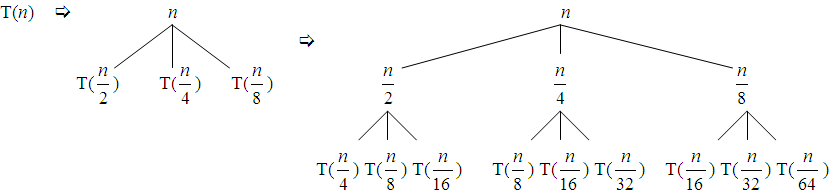 T(n) ⇨ n
T(n/2) T(n/4) T(n/8)
⇨ n
n/2 n/4 n/8
T(n/4) T(n/8) T(n/16) T(n/8) T(n/16) T(n/32) T(n/16) T(n/32) T(n/64)